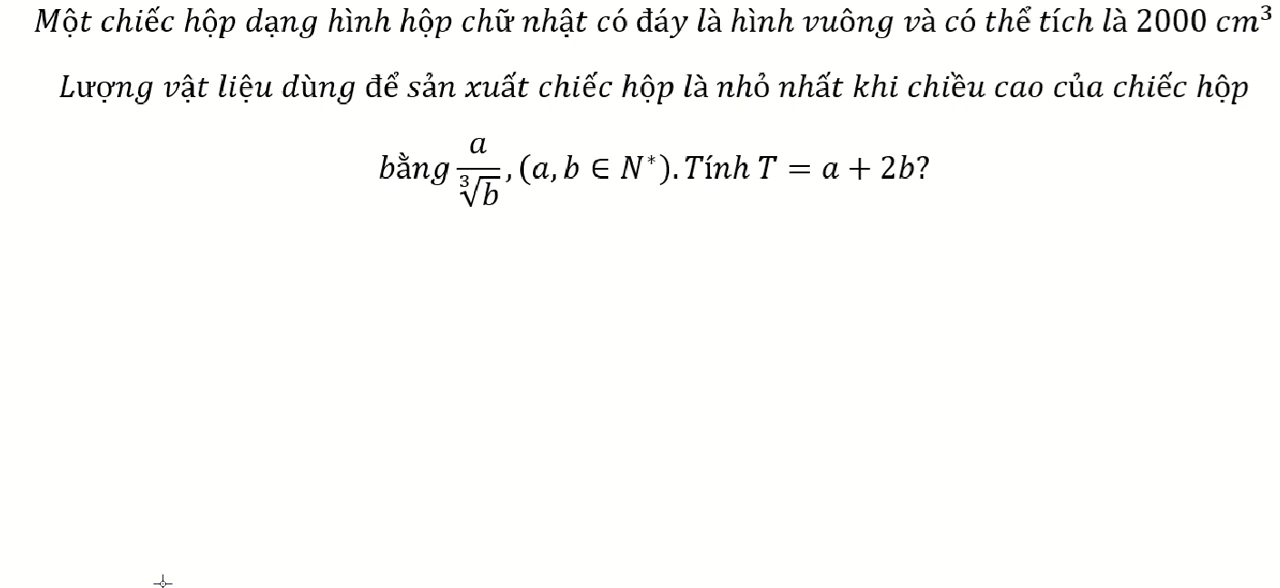 Một chiếc hộp dạng hình hộp chữ nhật có đáy là hình vuông và có thể tích là 2000 cm³
Lượng vật liệu dùng để sản xuất chiếc hộp là nhỏ nhất khi chiều cao của chiếc hộp
bằng a/∛b, (a, b ∈ N*). Tính T = a + 2b?